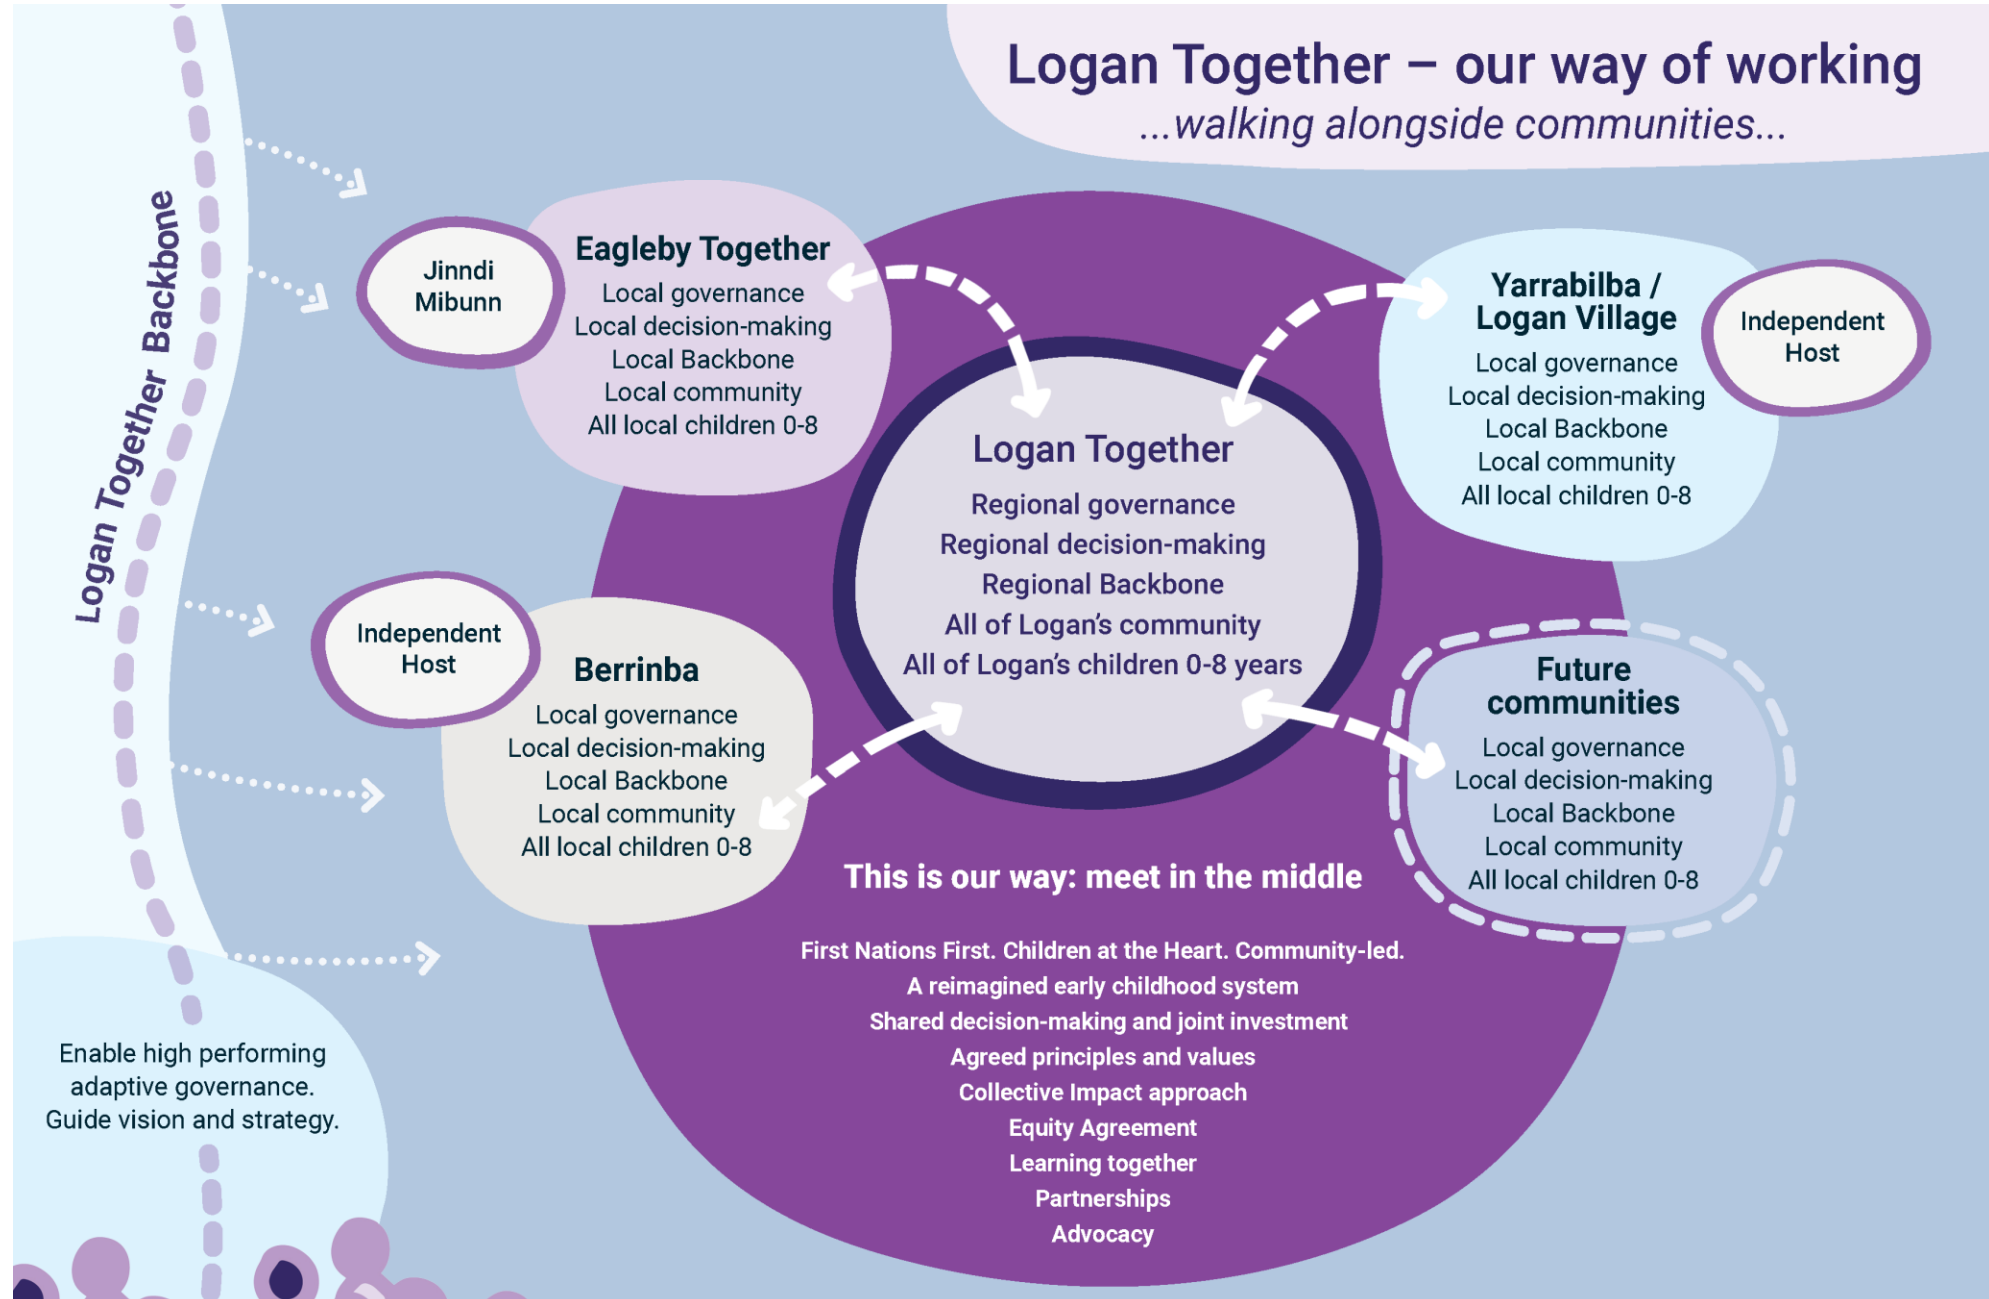 Logan Together – our way of working
...walking alongside communities...
Logan Together Backbone
Jinndi
Mibunn
Eagleby Together
Local governance
Local decision-making
Local Backbone
Local community
All local children 0-8
Yarrabilba /
Logan Village
Local governance
Local decision-making
Local Backbone
Local community
All local children 0-8
Independent
Host
Logan Together
Regional governance
Regional decision-making
Regional Backbone
All of Logan’s community
All of Logan’s children 0-8 years
Independent
Host
Berrinba
Local governance
Local decision-making
Local Backbone
Local community
All local children 0-8
Future
communities
Local governance
Local decision-making
Local Backbone
Local community
All local children 0-8
This is our way: meet in the middle
First Nations First. Children at the Heart. Community-led.
A reimagined early childhood system
Shared decision-making and joint investment
Agreed principles and values
Collective Impact approach
Equity Agreement
Learning together
Partnerships
Advocacy
Enable high performing
adaptive governance.
Guide vision and strategy.